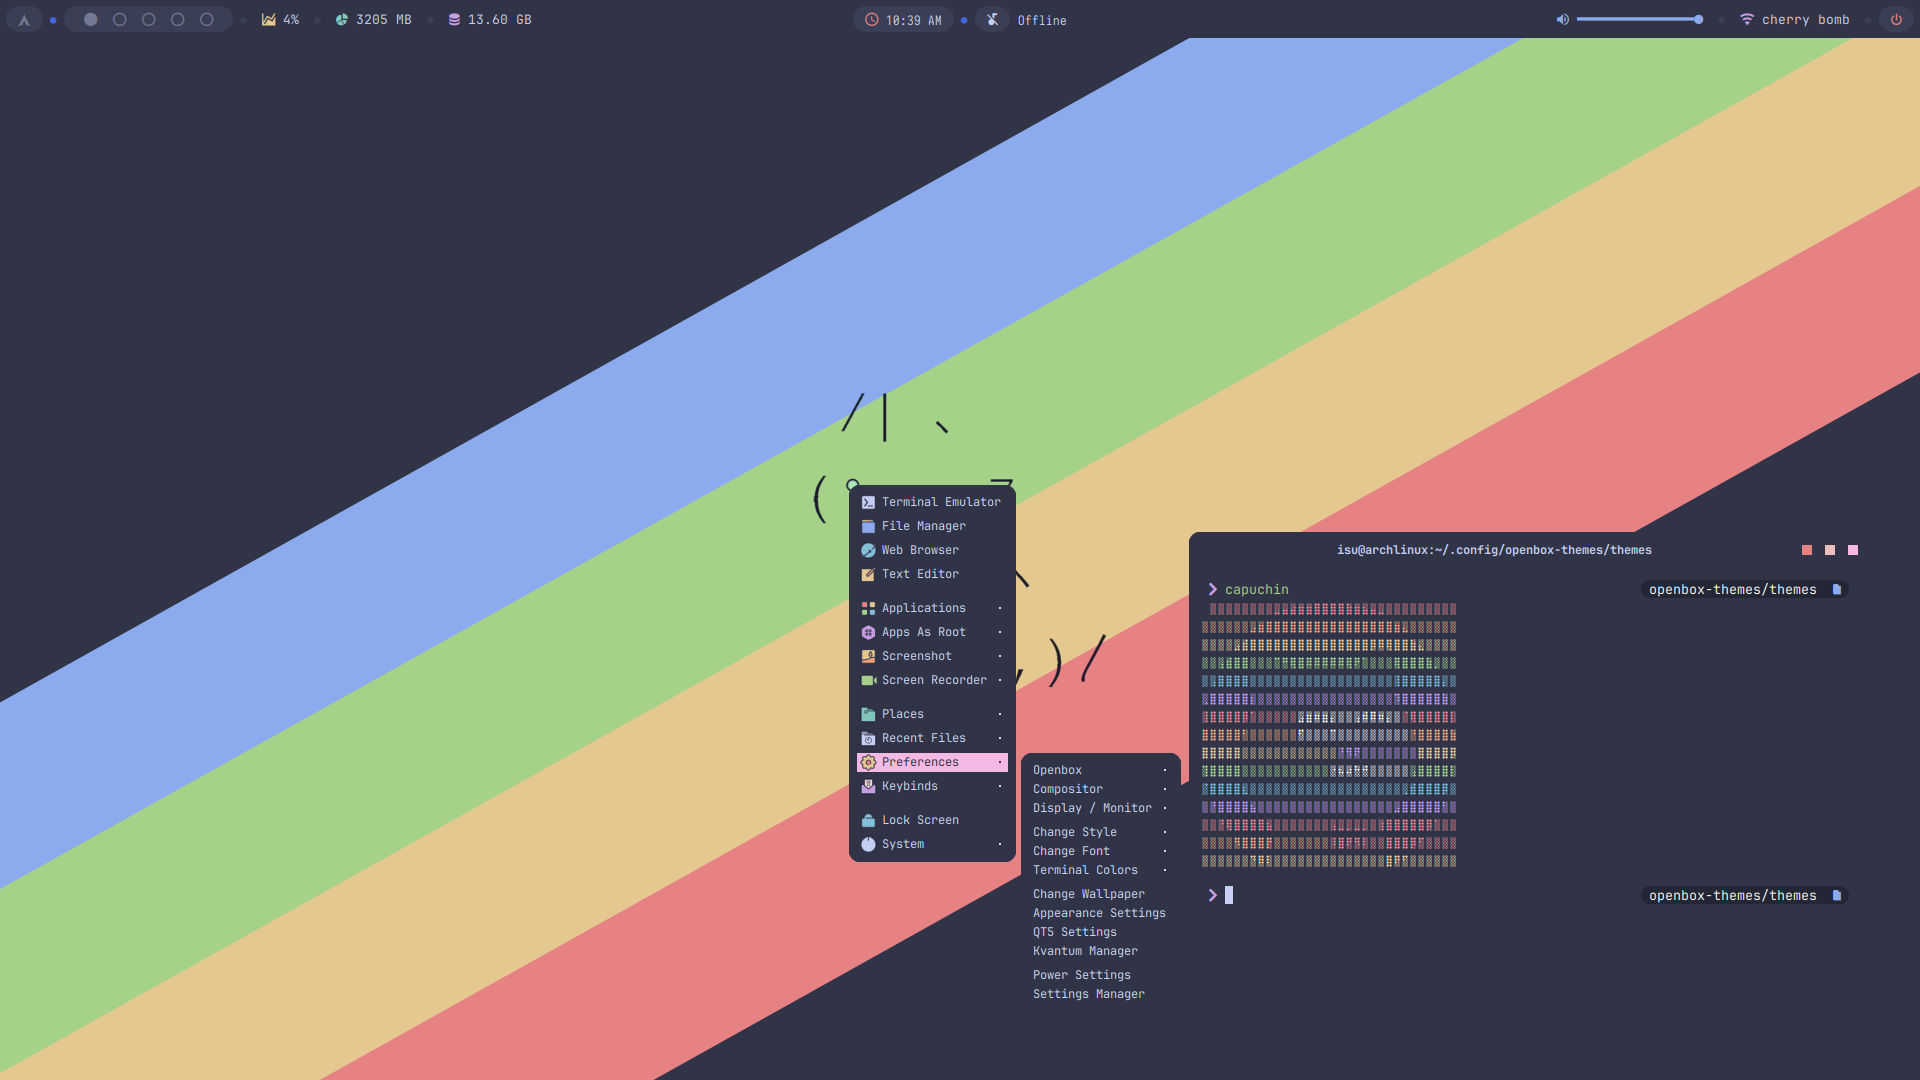 4% 3205 MB 13.60 GB 10:39 AM Offline cherry bomb
Terminal Emulator
File Manager
Web Browser
Text Editor
Applications
Apps As Root
Screenshot
Screen Recorder
Places
Recent Files
Preferences
Keybinds
Lock Screen
System
Openbox
Compositor
Display / Monitor
Change Style
Change Font
Terminal Colors
Change Wallpaper
Appearance Settings
QT5 Settings
Kvantum Manager
Power Settings
Settings Manager
isu@archlinux:~/.config/openbox-themes/themes
❯ capuchin openbox-themes/themes
❯ openbox-themes/themes